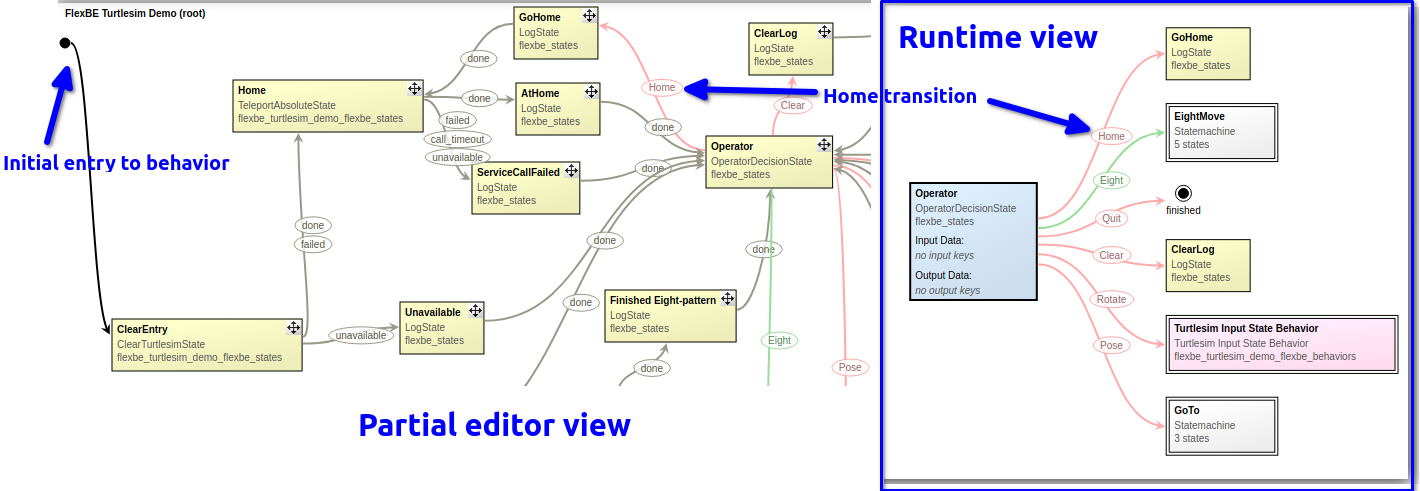 FlexBE Turtlesim Demo (root)
Initial entry to behavior
GoHome
LogState
flexbe_states
done
Home
TeleportAbsoluteState
flexbe_turtlesim_demo_flexbe_states
done
failed
call_timeout
unavailable
AtHome
LogState
flexbe_states
Home
done
ClearLog
LogState
flexbe_states
Clear
Home transition
ServiceCallFailed
LogState
flexbe_states
done
Operator
OperatorDecisionState
flexbe_states
done
failed
done
done
done
Finished Eight-pattern
LogState
flexbe_states
done
Eight
Pose
ClearEntry
ClearTurtlesimState
flexbe_turtlesim_demo_flexbe_states
unavailable
Unavailable
LogState
flexbe_states
Partial editor view
Runtime view
Operator
OperatorDecisionState
flexbe_states
Input Data:
no input keys
Output Data:
no output keys
Home
Eight
Quit
Clear
Rotate
Pose
GoHome
LogState
flexbe_states
EightMove
Statemachine
5 states
finished
ClearLog
LogState
flexbe_states
Turtlesim Input State Behavior
Turtlesim Input State Behavior
flexbe_turtlesim_demo_flexbe_behaviors
GoTo
Statemachine
3 states